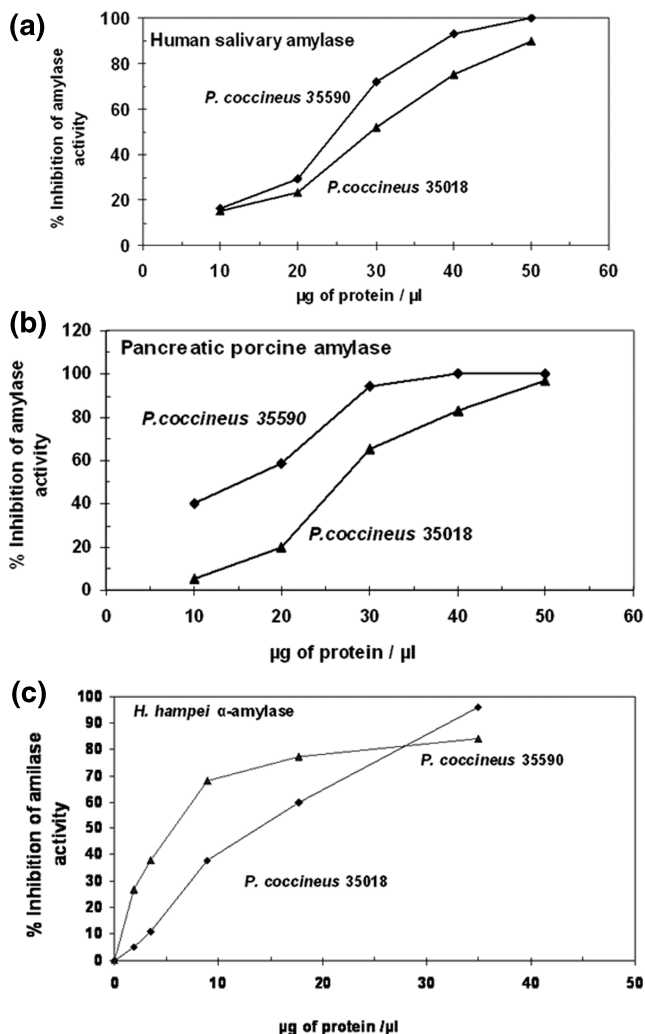 (a)
Human salivary amylase
P. coccineus 35590
P.coccineus 35018
% Inhibition of amylase
activity
100
80
60
40
20
0
0 10 20 30 40 50 60
µg of protein / µl
(b)
Pancreatic porcine amylase
P.coccineus 35590
P.coccineus 35018
% Inhibition of amylase
activity
120
100
80
60
40
20
0
0 10 20 30 40 50 60
µg of protein / µl
(c)
H. hampei α-amylase
P. coccineus 35590
P. coccineus 35018
% Inhibition of amilase
activity
100
90
80
70
60
50
40
30
20
10
0
0 10 20 30 40 50
µg of protein /µl